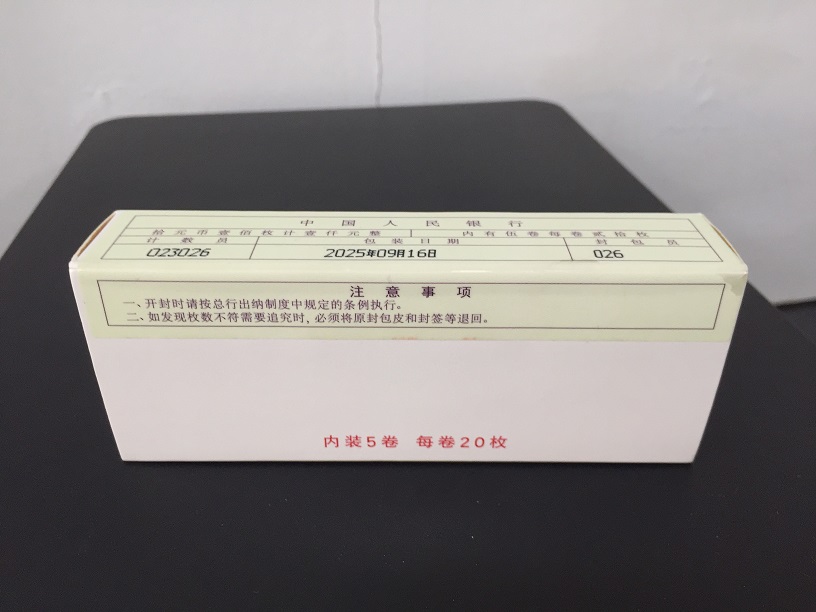 中国人民银行
拾元币壹佰枚计壹仟元整 内有伍卷每卷贰拾枚
计数员 包装日期 封包员
023026 2025年09月16日 026
注意事项
一、开封时请按总行出纳制度中规定的条例执行。
二、如发现枚数不符需要追究时，必须将原封包皮和封签等退回。
内装5卷 每卷20枚